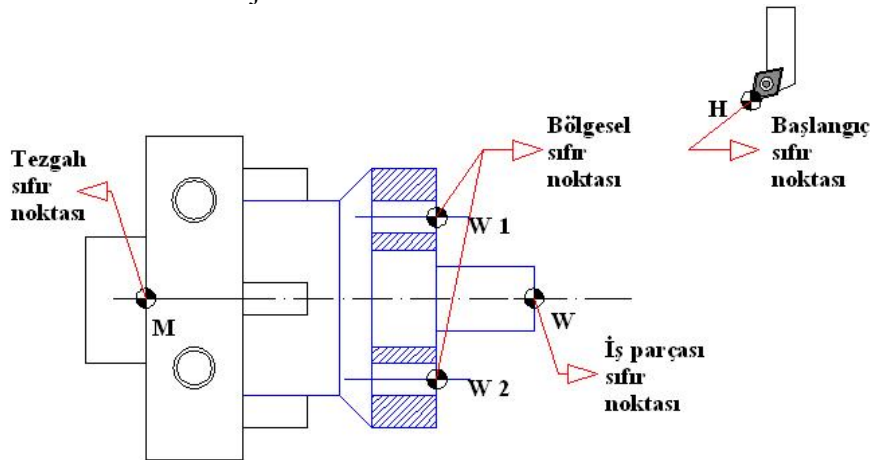 Tezgah
sıfır
noktası
M
Bölgesel
sıfır
noktası
H
Başlangıç
sıfır
noktası
W 1
W
W 2
İş parçası
sıfır
noktası